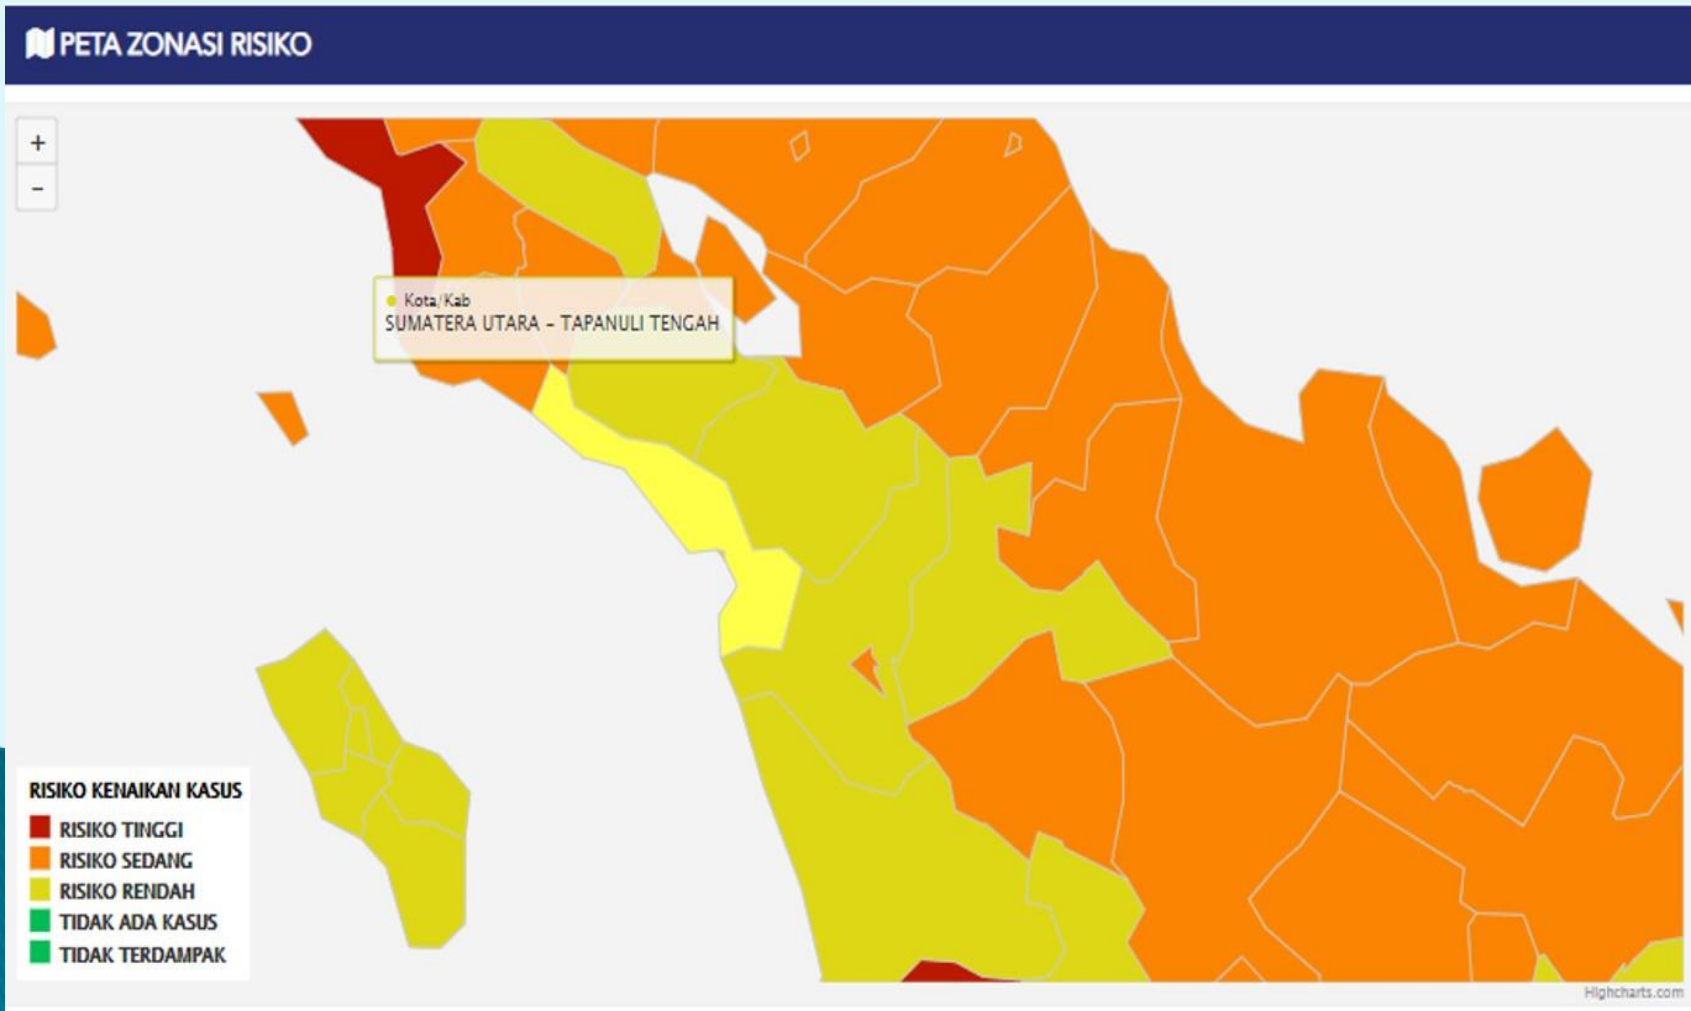 PETA ZONASI RISIKO
+
−
Kota/Kab
SUMATERA UTARA - TAPANULI TENGAH
RISIKO KENAIKAN KASUS
RISIKO TINGGI
RISIKO SEDANG
RISIKO RENDAH
TIDAK ADA KASUS
TIDAK TERDAMPAK
Highcharts.com